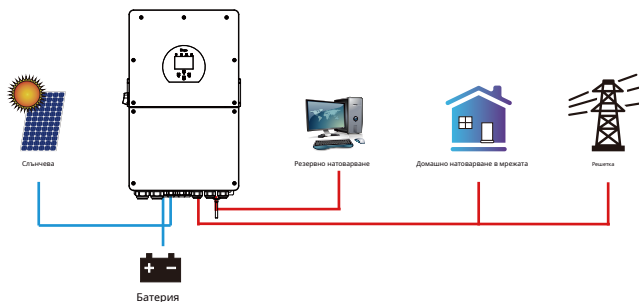 Слънчева
Резервно натоварване
Домашно натоварване в мрежата
Решетка
Батерия